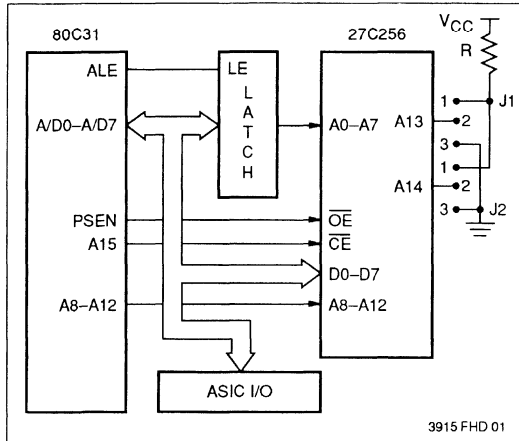 80C31
27C256
VCC
R
ALE
LE
LATCH
A/D0–A/D7
A0–A7
A13
1
2
3
J1
1
A14
2
3
J2
PSEN
OE
A15
CE
D0–D7
A8–A12
A8–A12
ASIC I/O
3915 FHD 01